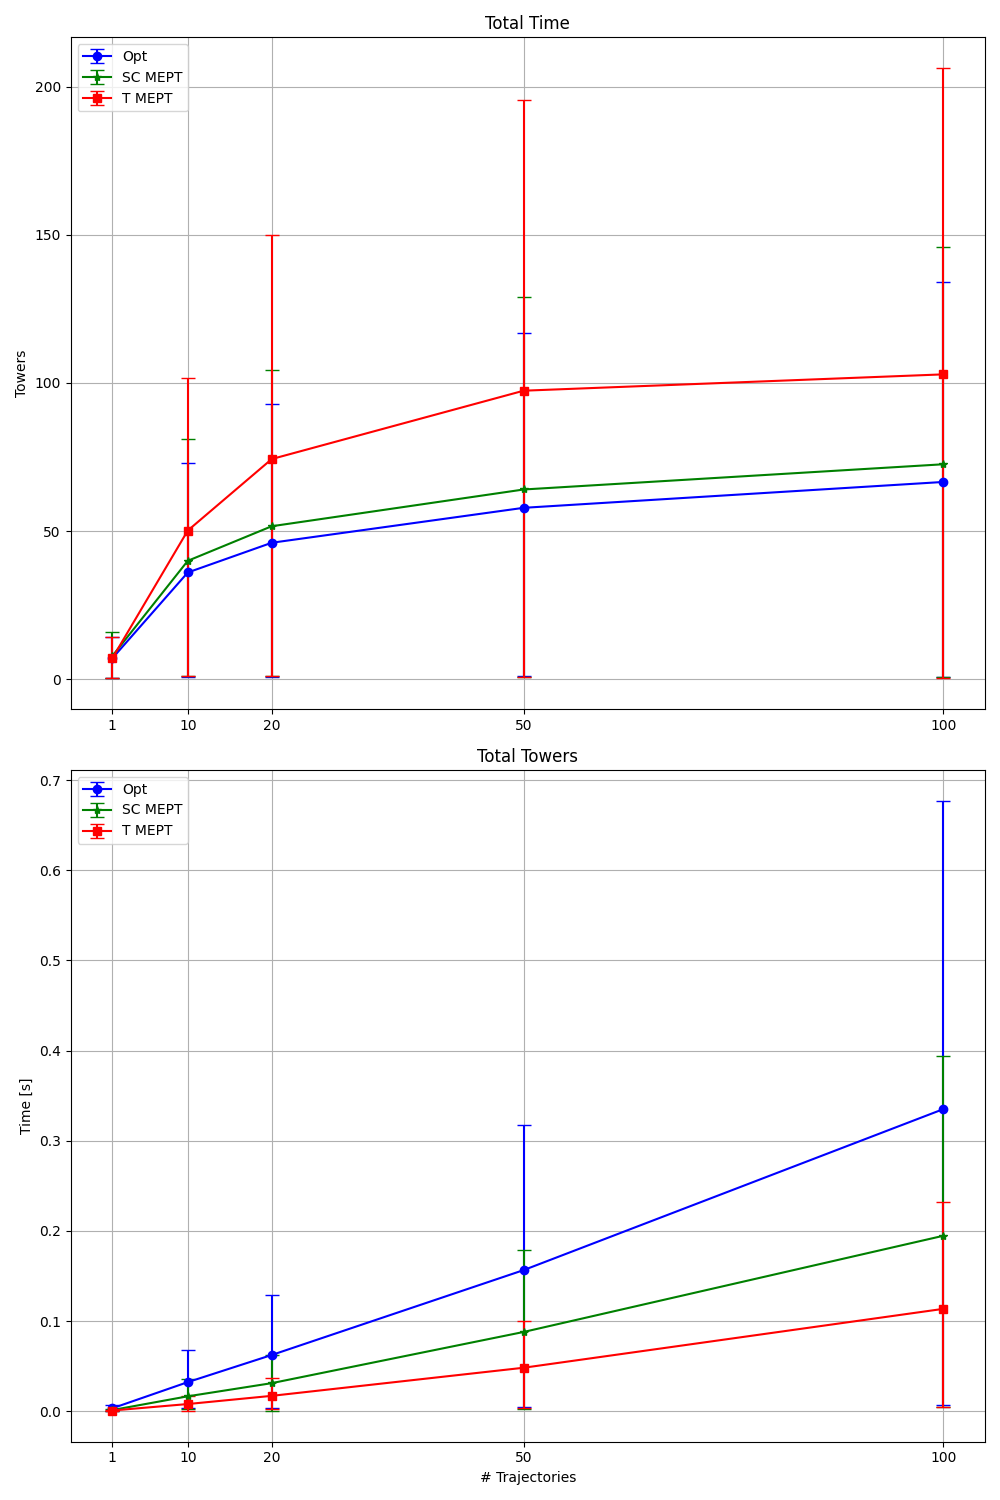 Total Time
Opt
SC MEPT
T MEPT
Towers
200
150
100
50
0
1 10 20 50 100
Total Towers
Opt
SC MEPT
T MEPT
Time [s]
0.7
0.6
0.5
0.4
0.3
0.2
0.1
0.0
1 10 20 50 100
# Trajectories